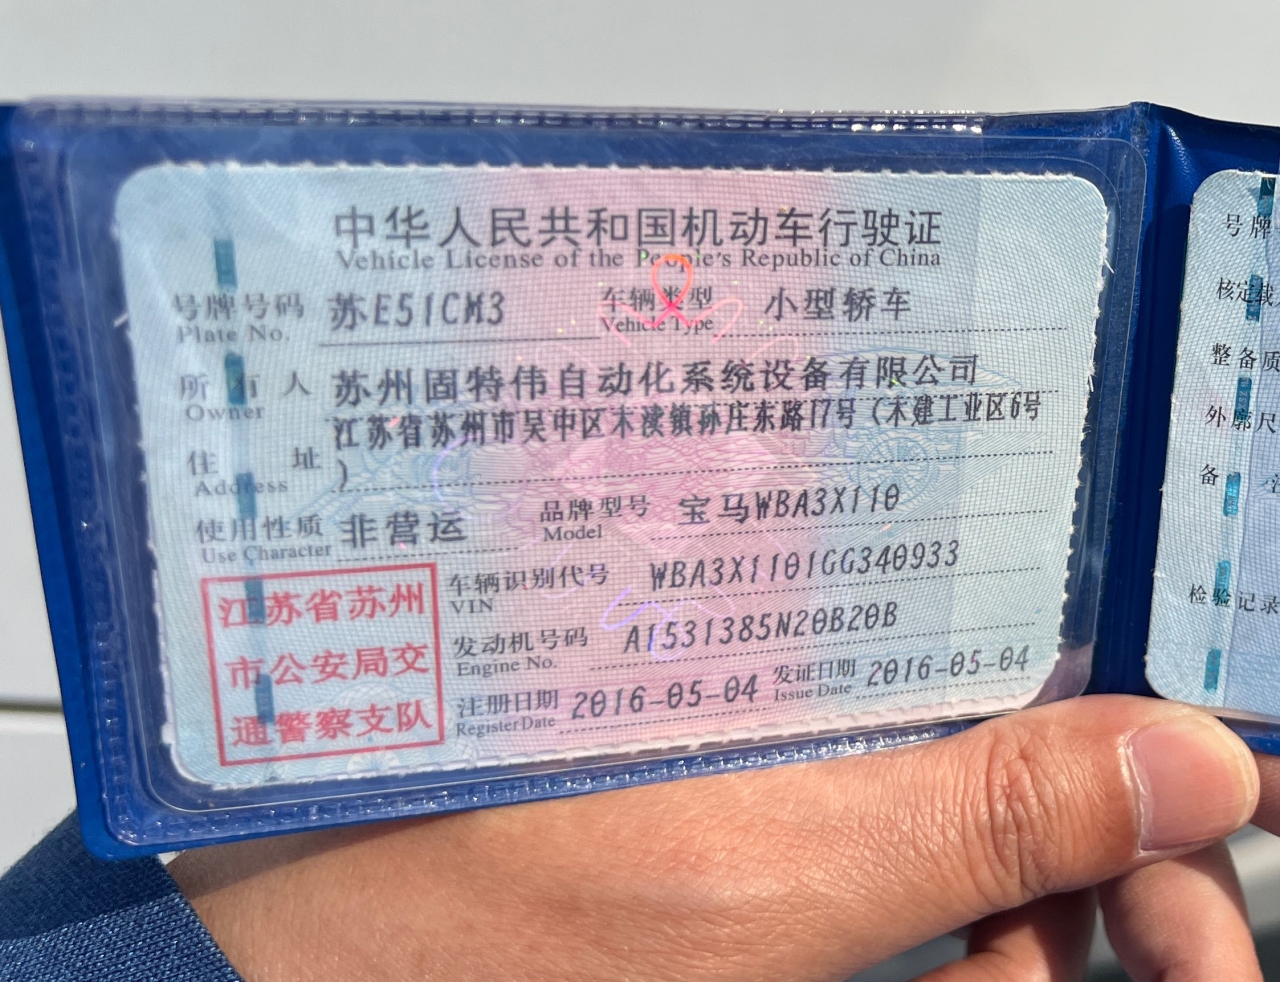 中华人民共和国机动车行驶证
Vehicle License of the People's Republic of China
号牌号码 苏E51CM3 车辆类型 小型轿车
Plate No. Vehicle Type
所有人 苏州固特伟自动化系统设备有限公司
Owner
江苏省苏州市吴中区木渎镇孙庄东路17号（木建工业区6号
住址 ）
Address
使用性质 非营运 品牌型号 宝马WBA3X110
Use Character Model
江苏省苏州
市公安局交
通警察支队
车辆识别代号 WBA3X1101GG340933
VIN
发动机号码 A1531385N20B20B
Engine No.
注册日期 2016-05-04 发证日期 2016-05-04
Register Date Issue Date
号牌
核定载
整备质
外廓尺
备
检验记录